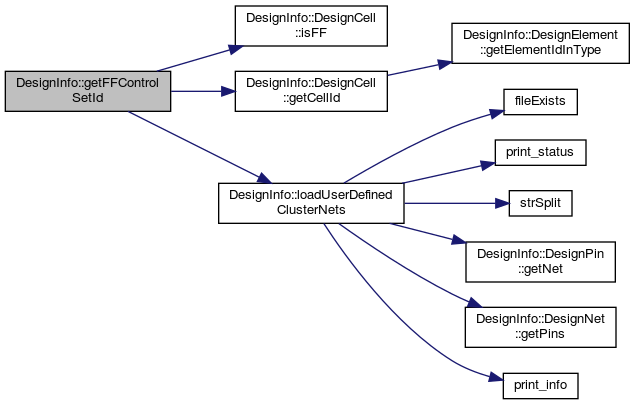 DesignInfo::DesignCell
::isFF
DesignInfo::DesignElement
::getElementIdInType
DesignInfo::getFFControl
SetId
DesignInfo::DesignCell
::getCellId
fileExists
print_status
DesignInfo::loadUserDefined
ClusterNets
strSplit
DesignInfo::DesignPin
::getNet
DesignInfo::DesignNet
::getPins
print_info